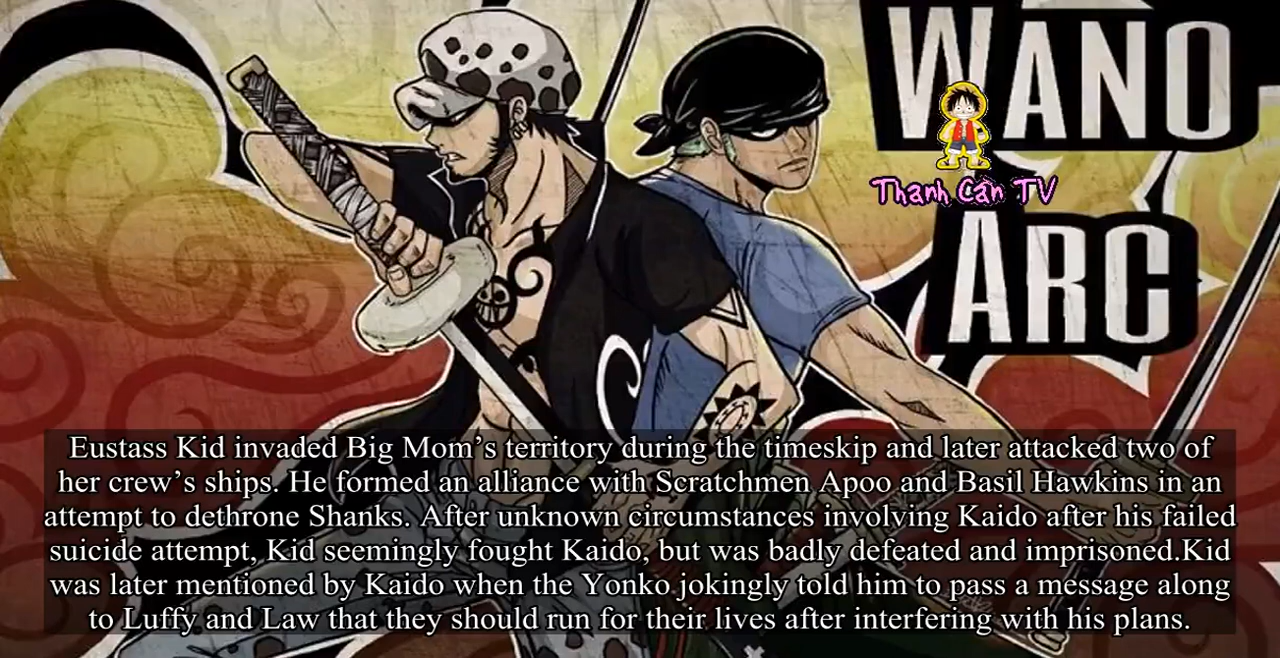 WANO
Thanh Cán TV
ARC
Eustass Kid invaded Big Mom’s territory during the timeskip and later attacked two of
her crew’s ships. He formed an alliance with Scratchmen Apoo and Basil Hawkins in an
attempt to dethrone Shanks. After unknown circumstances involving Kaido after his failed
suicide attempt, Kid seemingly fought Kaido, but was badly defeated and imprisoned.Kid
was later mentioned by Kaido when the Yonko jokingly told him to pass a message along
to Luffy and Law that they should run for their lives after interfering with his plans.